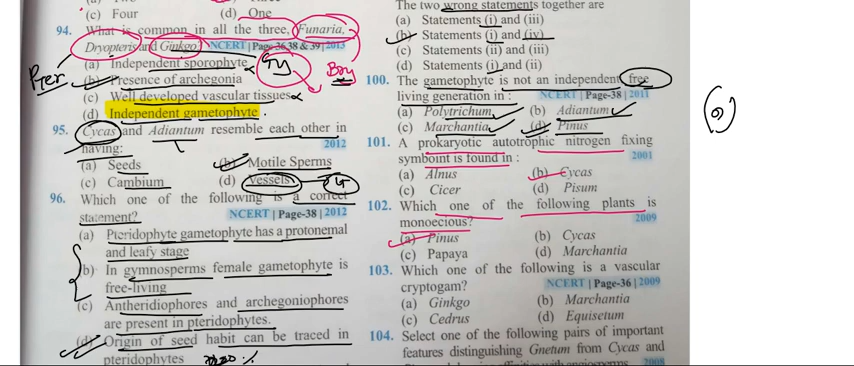 (c) Four (d) One
94. What is common in all the three, Funaria,
Dryopteris and Ginkgo? NCERT | Page-36,38 & 39 | 2013
(a) Independent sporophyte
(b) Presence of archegonia
(c) Well developed vascular tissues
(d) Independent gametophyte
95. Cycas and Adiantum resemble each other in
having: 2012
(a) Seeds (b) Motile Sperms
(c) Cambium (d) Vessels
96. Which one of the following is a correct
statement? NCERT | Page-38 | 2012
(a) Pteridophyte gametophyte has a protonemal
and leafy stage
(b) In gymnosperms female gametophyte is
free-living
(c) Antheridiophores and archegoniophores
are present in pteridophytes.
(d) Origin of seed habit can be traced in
pteridophytes
The two wrong statements together are
(a) Statements (i) and (iii)
(b) Statements (i) and (iv)
(c) Statements (ii) and (iii)
(d) Statements (i) and (ii)
100. The gametophyte is not an independent, free
living generation in : NCERT | Page-38 | 2011
(a) Polytrichum (b) Adiantum
(c) Marchantia (d) Pinus
101. A prokaryotic autotrophic nitrogen fixing
symboint is found in : 2001
(a) Alnus (b) Cycas
(c) Cicer (d) Pisum
102. Which one of the following plants is
monoecious? 2009
(a) Pinus (b) Cycas
(c) Papaya (d) Marchantia
103. Which one of the following is a vascular
cryptogam? NCERT | Page-36 | 2009
(a) Ginkgo (b) Marchantia
(c) Cedrus (d) Equisetum
104. Select one of the following pairs of important
features distinguishing Gnetum from Cycas and
2008